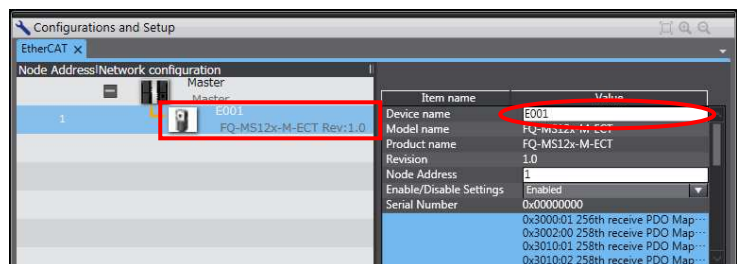 Configurations and Setup
EtherCAT
Node Address|Network configuration
Master
Master
1
E001
FQ-MS12x-M-ECT Rev:1.0
Item name Value
Device name E001
Model name FQ-MS12x-M-ECT
Product name FQ-MS12x-M-ECT
Revision 1.0
Node Address 1
Enable/Disable Settings Enabled
Serial Number 0x00000000
0x3000:01 256th receive PDO Map···
0x3002:00 258th receive PDO Map···
0x3010:01 258th receive PDO Map···
0x3010:02 258th receive PDO Map···